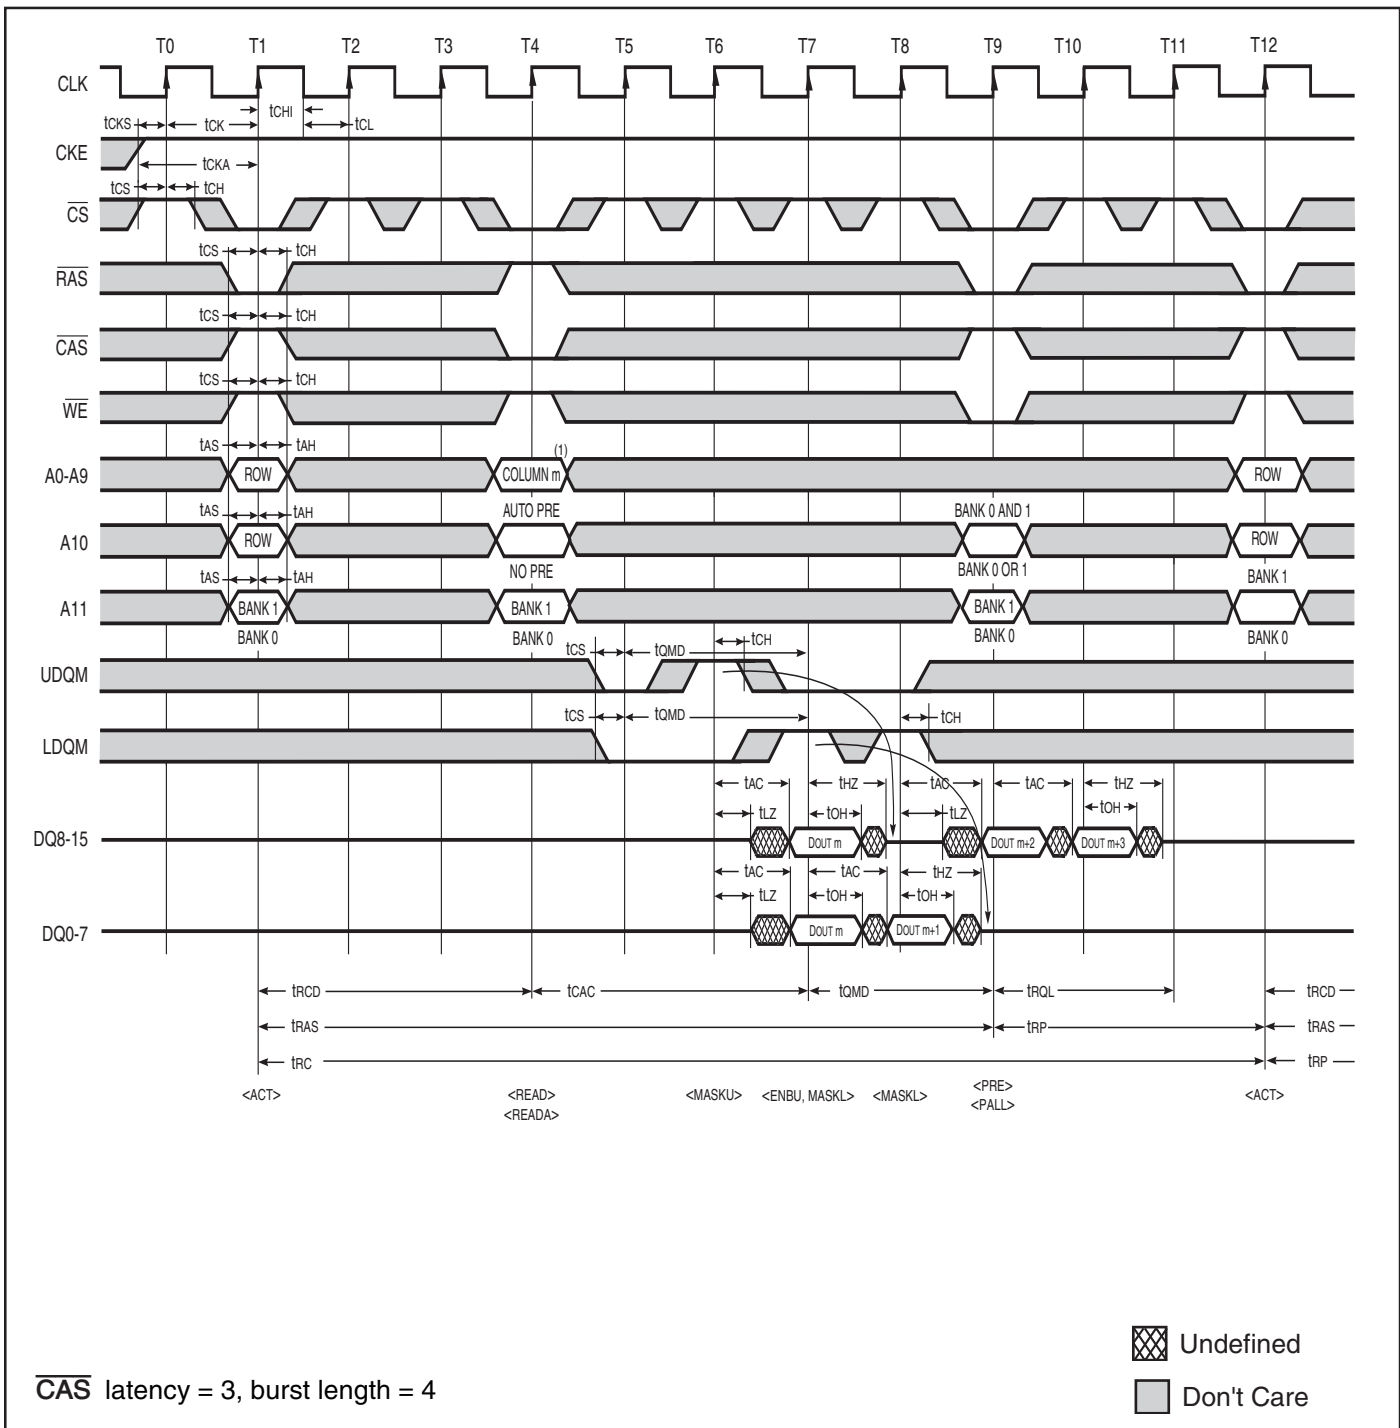 T0 T1 T2 T3 T4 T5 T6 T7 T8 T9 T10 T11 T12
CLK
tCHI
tCKS tCK tCL
CKE
tCKA
tCS tCH
CS
tCS tCH
RAS
tCS tCH
CAS
tCS tCH
WE
tAS tAH (1)
A0-A9 ROW COLUMN m ROW
tAS tAH AUTO PRE BANK 0 AND 1
A10 ROW ROW
tAS tAH NO PRE BANK 0 OR 1 BANK 1
A11 BANK 1 BANK 1 BANK 1
BANK 0 BANK 0 BANK 0 BANK 0
tCS tQMD tCH
UDQM
tCS tQMD tCH
LDQM
tAC tHZ tAC tAC tHZ
tLZ tOH tLZ tOH
DQ8-15 DOUT m DOUT m+2 DOUT m+3
tAC tAC tHZ
tLZ tOH tOH
DQ0-7 DOUT m DOUT m+1
tRCD tCAC tQMD tRQL tRCD
tRAS tRP tRAS
tRC tRP
<ACT> <READ> <MASKU> <ENBU, MASKL> <MASKL> <PRE> <ACT>
<READA> <PALL>
Undefined
CAS latency = 3, burst length = 4
Don't Care